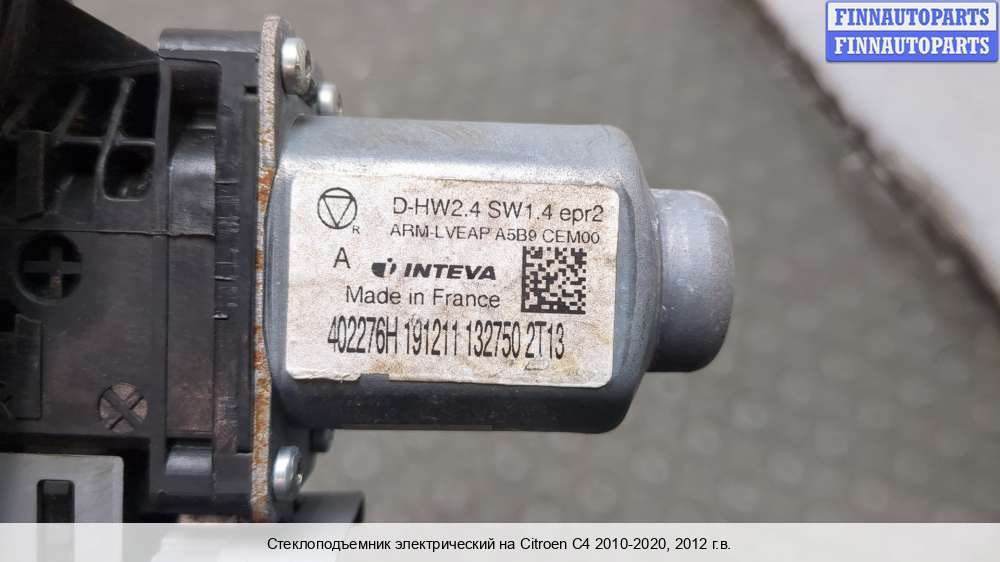 FINNAUTOPARTS
FINNAUTOPARTS
D-HW2.4 SW1.4 epr2
R ARM-LVEAP A5B9 CEM00
A INTEVA
Made in France
402276H 191211 132750 2T13
Стеклоподъемник электрический на Citroen C4 2010-2020, 2012 г.в.